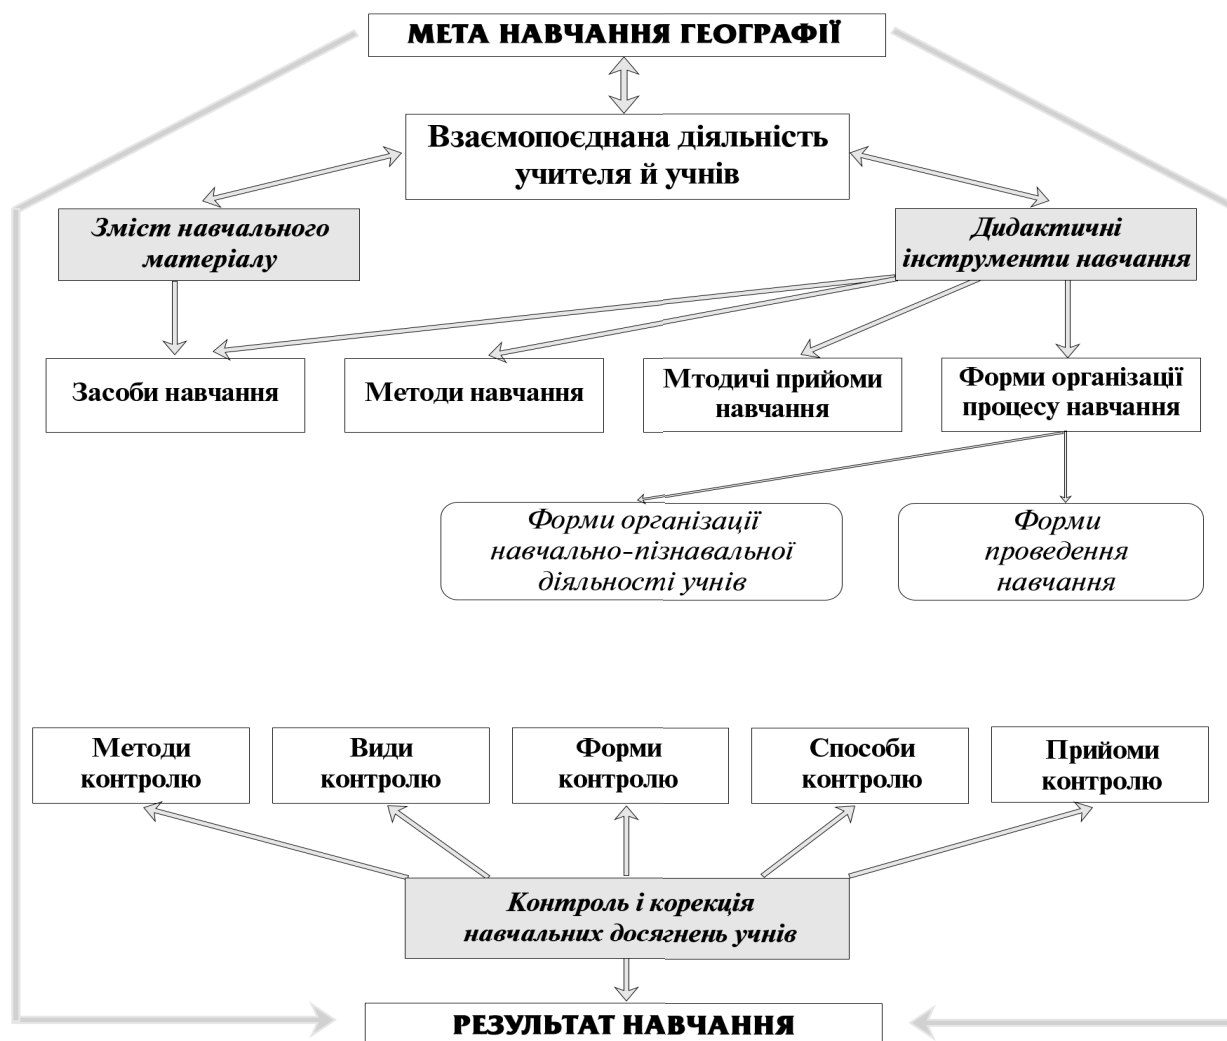 МЕТА НАВЧАННЯ ГЕОГРАФІЇ
Взаємопоєднана діяльність
учителя й учнів
Зміст навчального
матеріалу
Дидактичні
інструменти навчання
Засоби навчання
Методи навчання
Мтодичі прийоми
навчання
Форми організації
процесу навчання
Форми організації
навчально-пізнавальної
діяльності учнів
Форми
проведення
навчання
Методи
контролю
Види
контролю
Форми
контролю
Способи
контролю
Прийоми
контролю
Контроль і корекція
навчальних досягнень учнів
РЕЗУЛЬТАТ НАВЧАННЯ